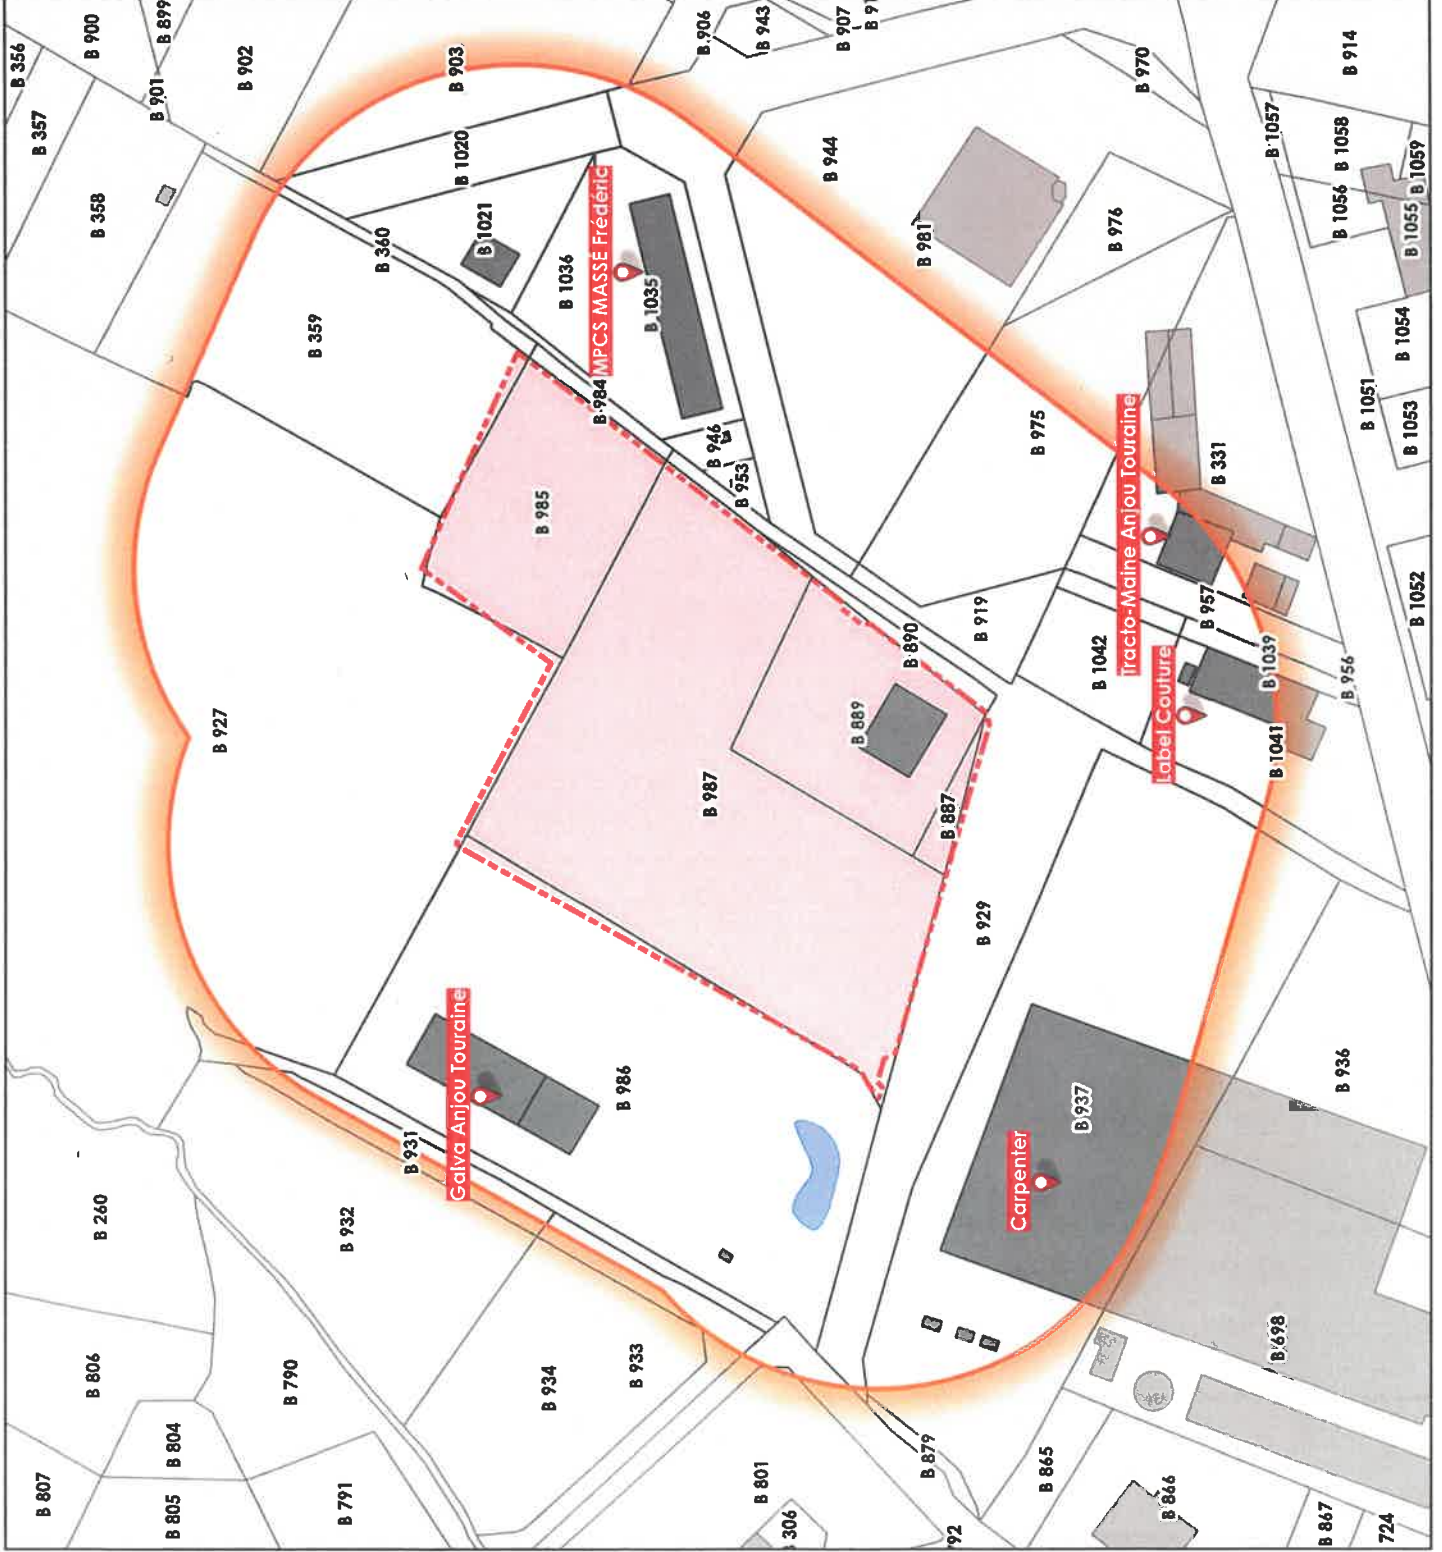 B 356
B 357
B 807
B 900
B 806
B 358
B 260
B 901
B 899
B 804
B 805
B 927
B 902
B 790
B 359
B 791
B 932
B 360
B 931
Galva Anjou Touraine
B 903
B 1020
B 1021
B 985
B 934
B 1036
B 984
MPCS MASSE Frédéric
B 986
B 933
B 1035
B 906
B 987
B 946
B 953
B 801
B 943
306
B 944
B 907
B 889
B 91
B 890
B 981
B 879
B 887
92
B 919
B 929
Carpenter
B 975
B 865
B 937
B 1042
B 976
Tracto-Maine Anjou Touraine
B 970
Label Couture
B 866
B 957
B 331
B 1039
B 1057
B 1041
B 698
B 867
B 1056
B 1058
B 936
B 956
B 914
B 1051
724
B 1054
B 1053
B 1055
B 1052
B 1059